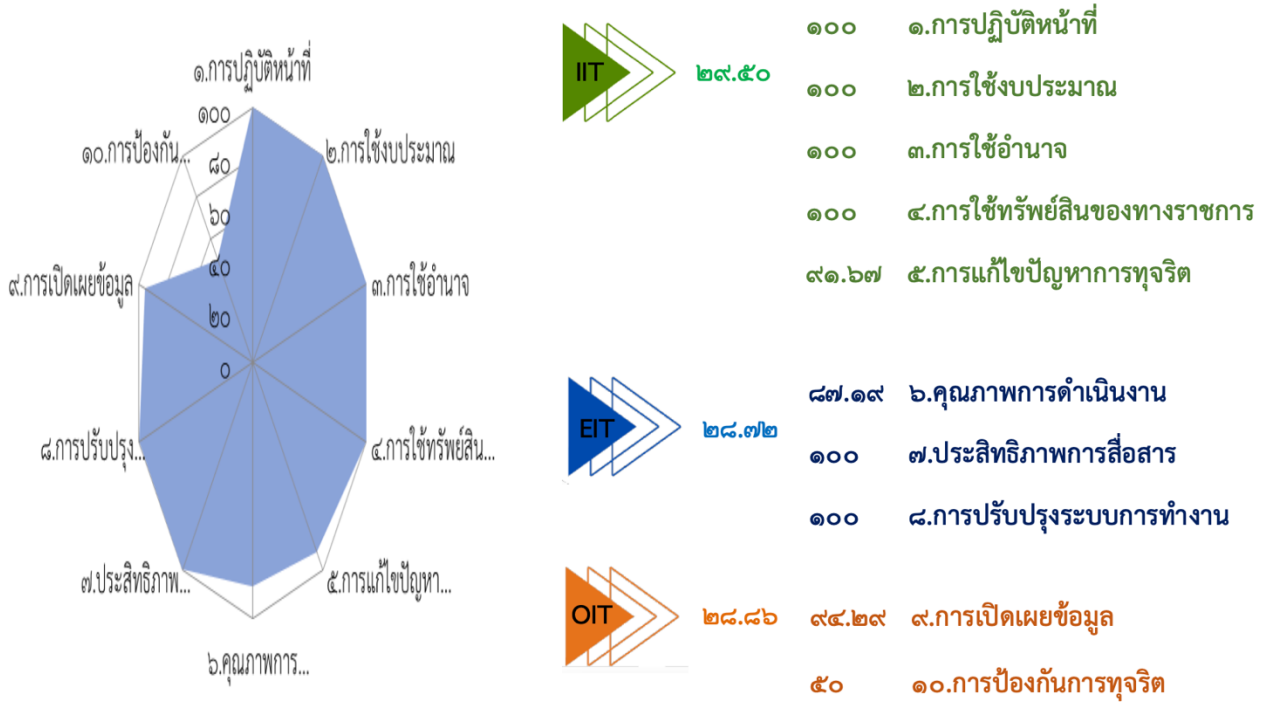 ๑.การปฏิบัติหน้าที่
๑๐๐
๑๐.การป้องกัน...
๒.การใช้งบประมาณ
๘๐
๖๐
๙.การเปิดเผยข้อมูล
๔๐
๓.การใช้อำนาจ
๒๐
๐
๘.การปรับปรุง...
๔.การใช้ทรัพย์สิน...
๗.ประสิทธิภาพ...
๕.การแก้ไขปัญหา...
๖.คุณภาพการ...
IIT ๒๙.๕๐
๑๐๐ ๑.การปฏิบัติหน้าที่
๑๐๐ ๒.การใช้งบประมาณ
๑๐๐ ๓.การใช้อำนาจ
๑๐๐ ๔.การใช้ทรัพย์สินของทางราชการ
๙๑.๖๗ ๕.การแก้ไขปัญหาการทุจริต
EIT ๒๘.๗๒
๘๗.๑๙ ๖.คุณภาพการดำเนินงาน
๑๐๐ ๗.ประสิทธิภาพการสื่อสาร
๑๐๐ ๘.การปรับปรุงระบบการทำงาน
OIT ๒๘.๘๖
๙๔.๒๙ ๙.การเปิดเผยข้อมูล
๕๐ ๑๐.การป้องกันการทุจริต